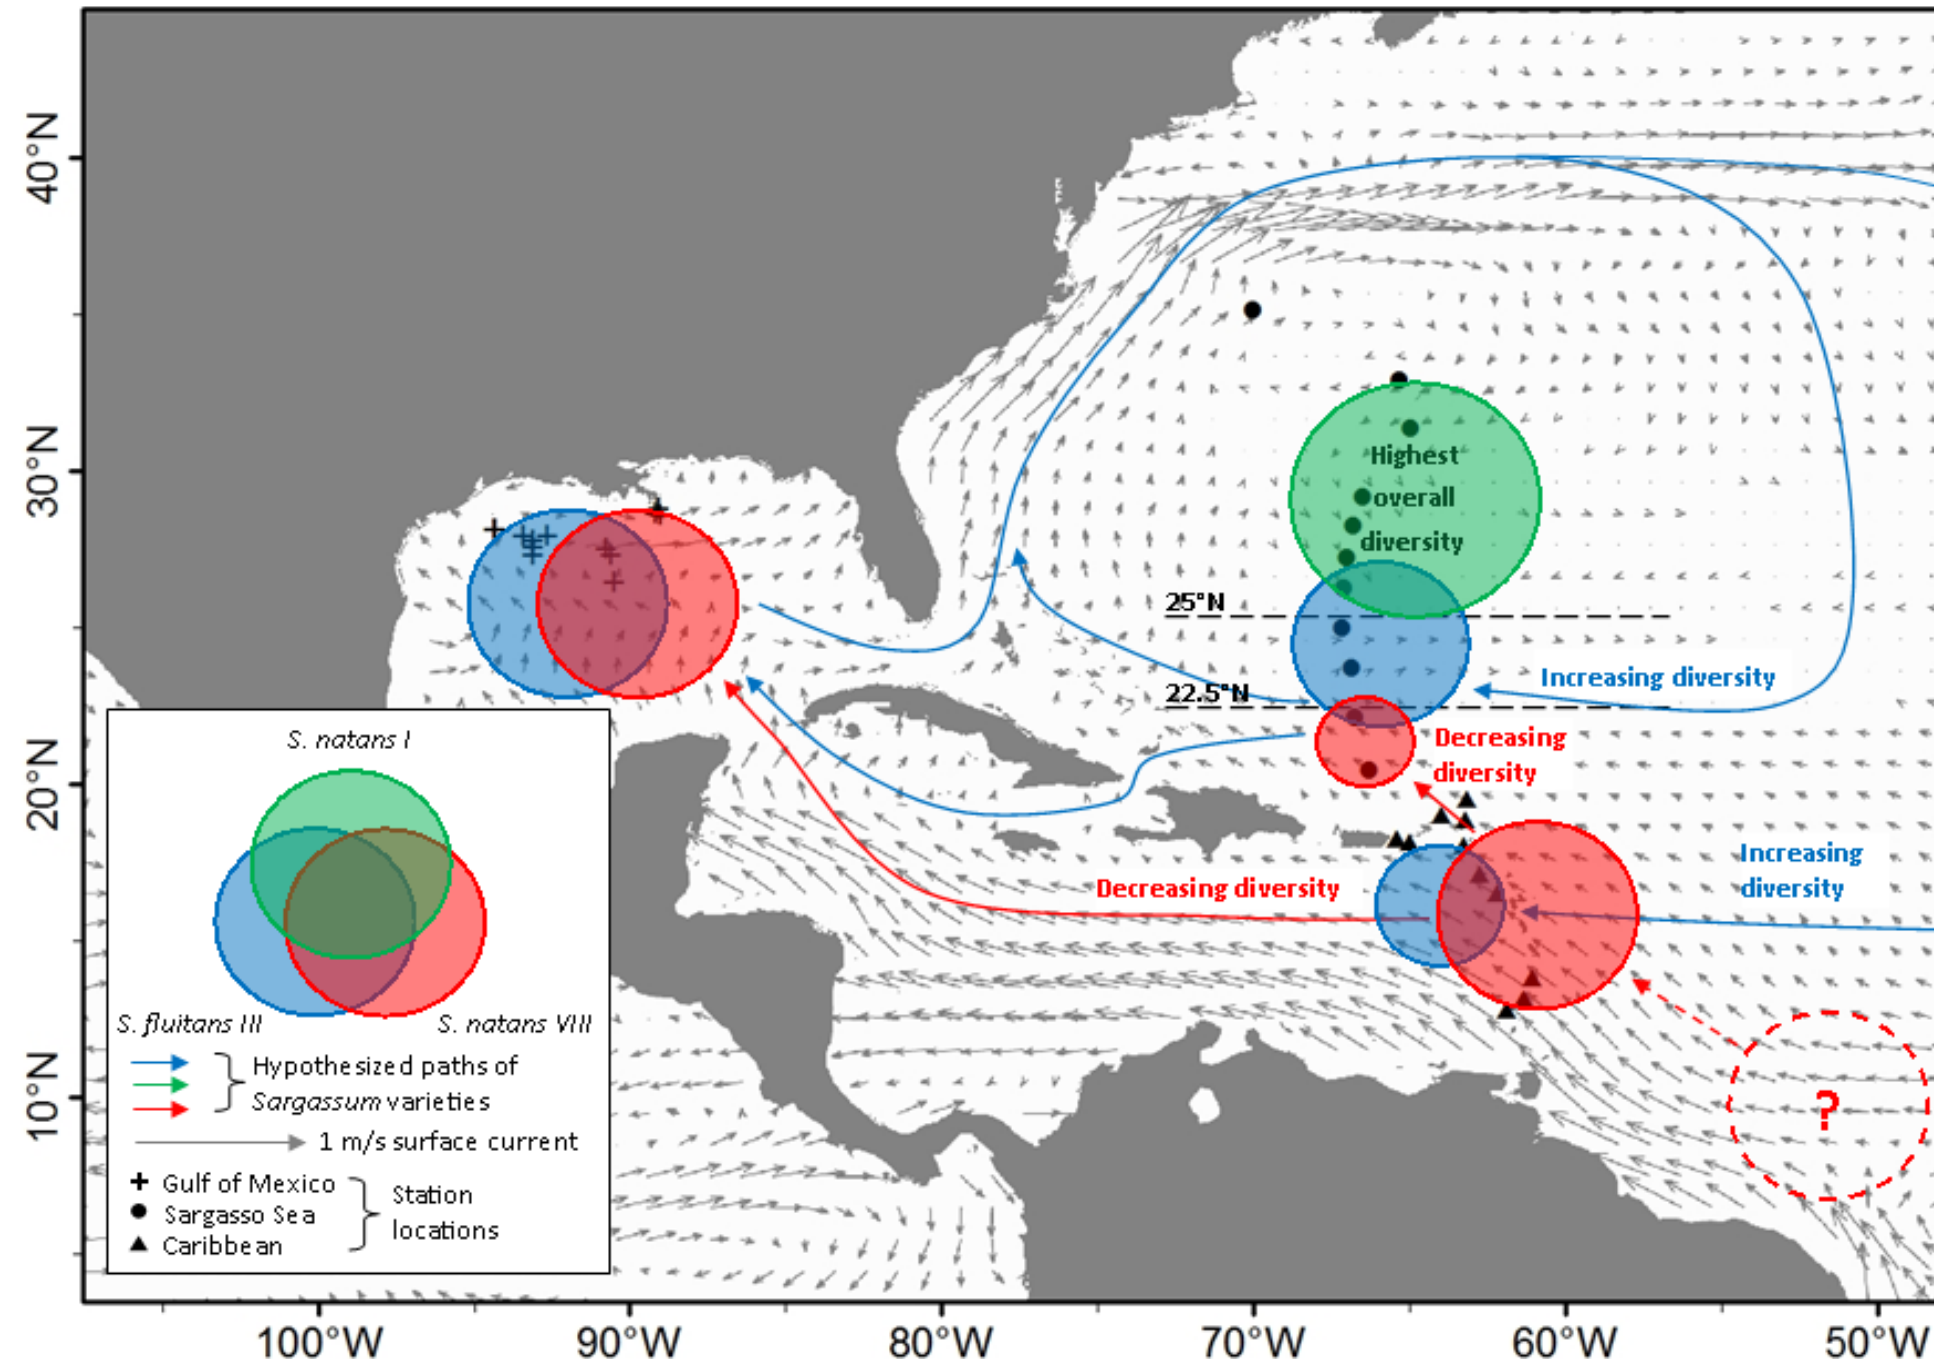 40°N
30°N
20°N
10°N
Highest
overall
diversity
25°N
22.5°N
Increasing diversity
Decreasing
diversity
Increasing
diversity
Decreasing diversity
?
S. natans I
S. fluitans III
S. natans VIII
Hypothesized paths of
Sargassum varieties
1 m/s surface current
Gulf of Mexico
Sargasso Sea
Caribbean
Station
locations
100°W
90°W
80°W
70°W
60°W
50°W